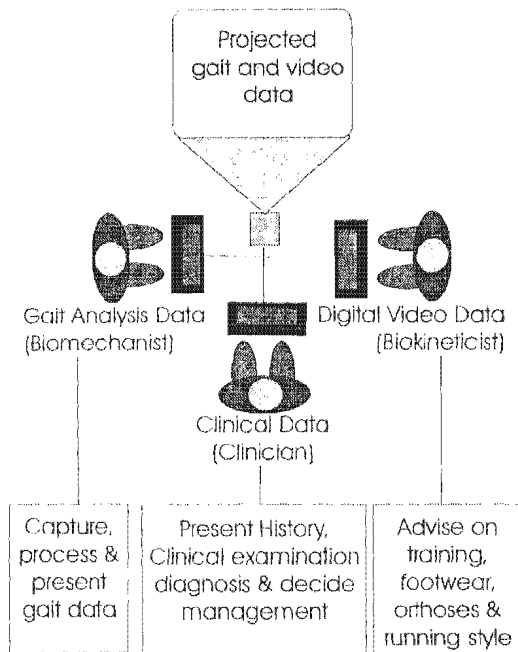 Projected
gait and video
data
Gait Analysis Data
(Biomechanist)
Digital Video Data
(Biokineticist)
Clinical Data
(Clinician)
Capture,
process &
present
gait data
Present History,
Clinical examination
diagnosis & decide
management
Advise on
training,
footwear,
orthoses &
running style